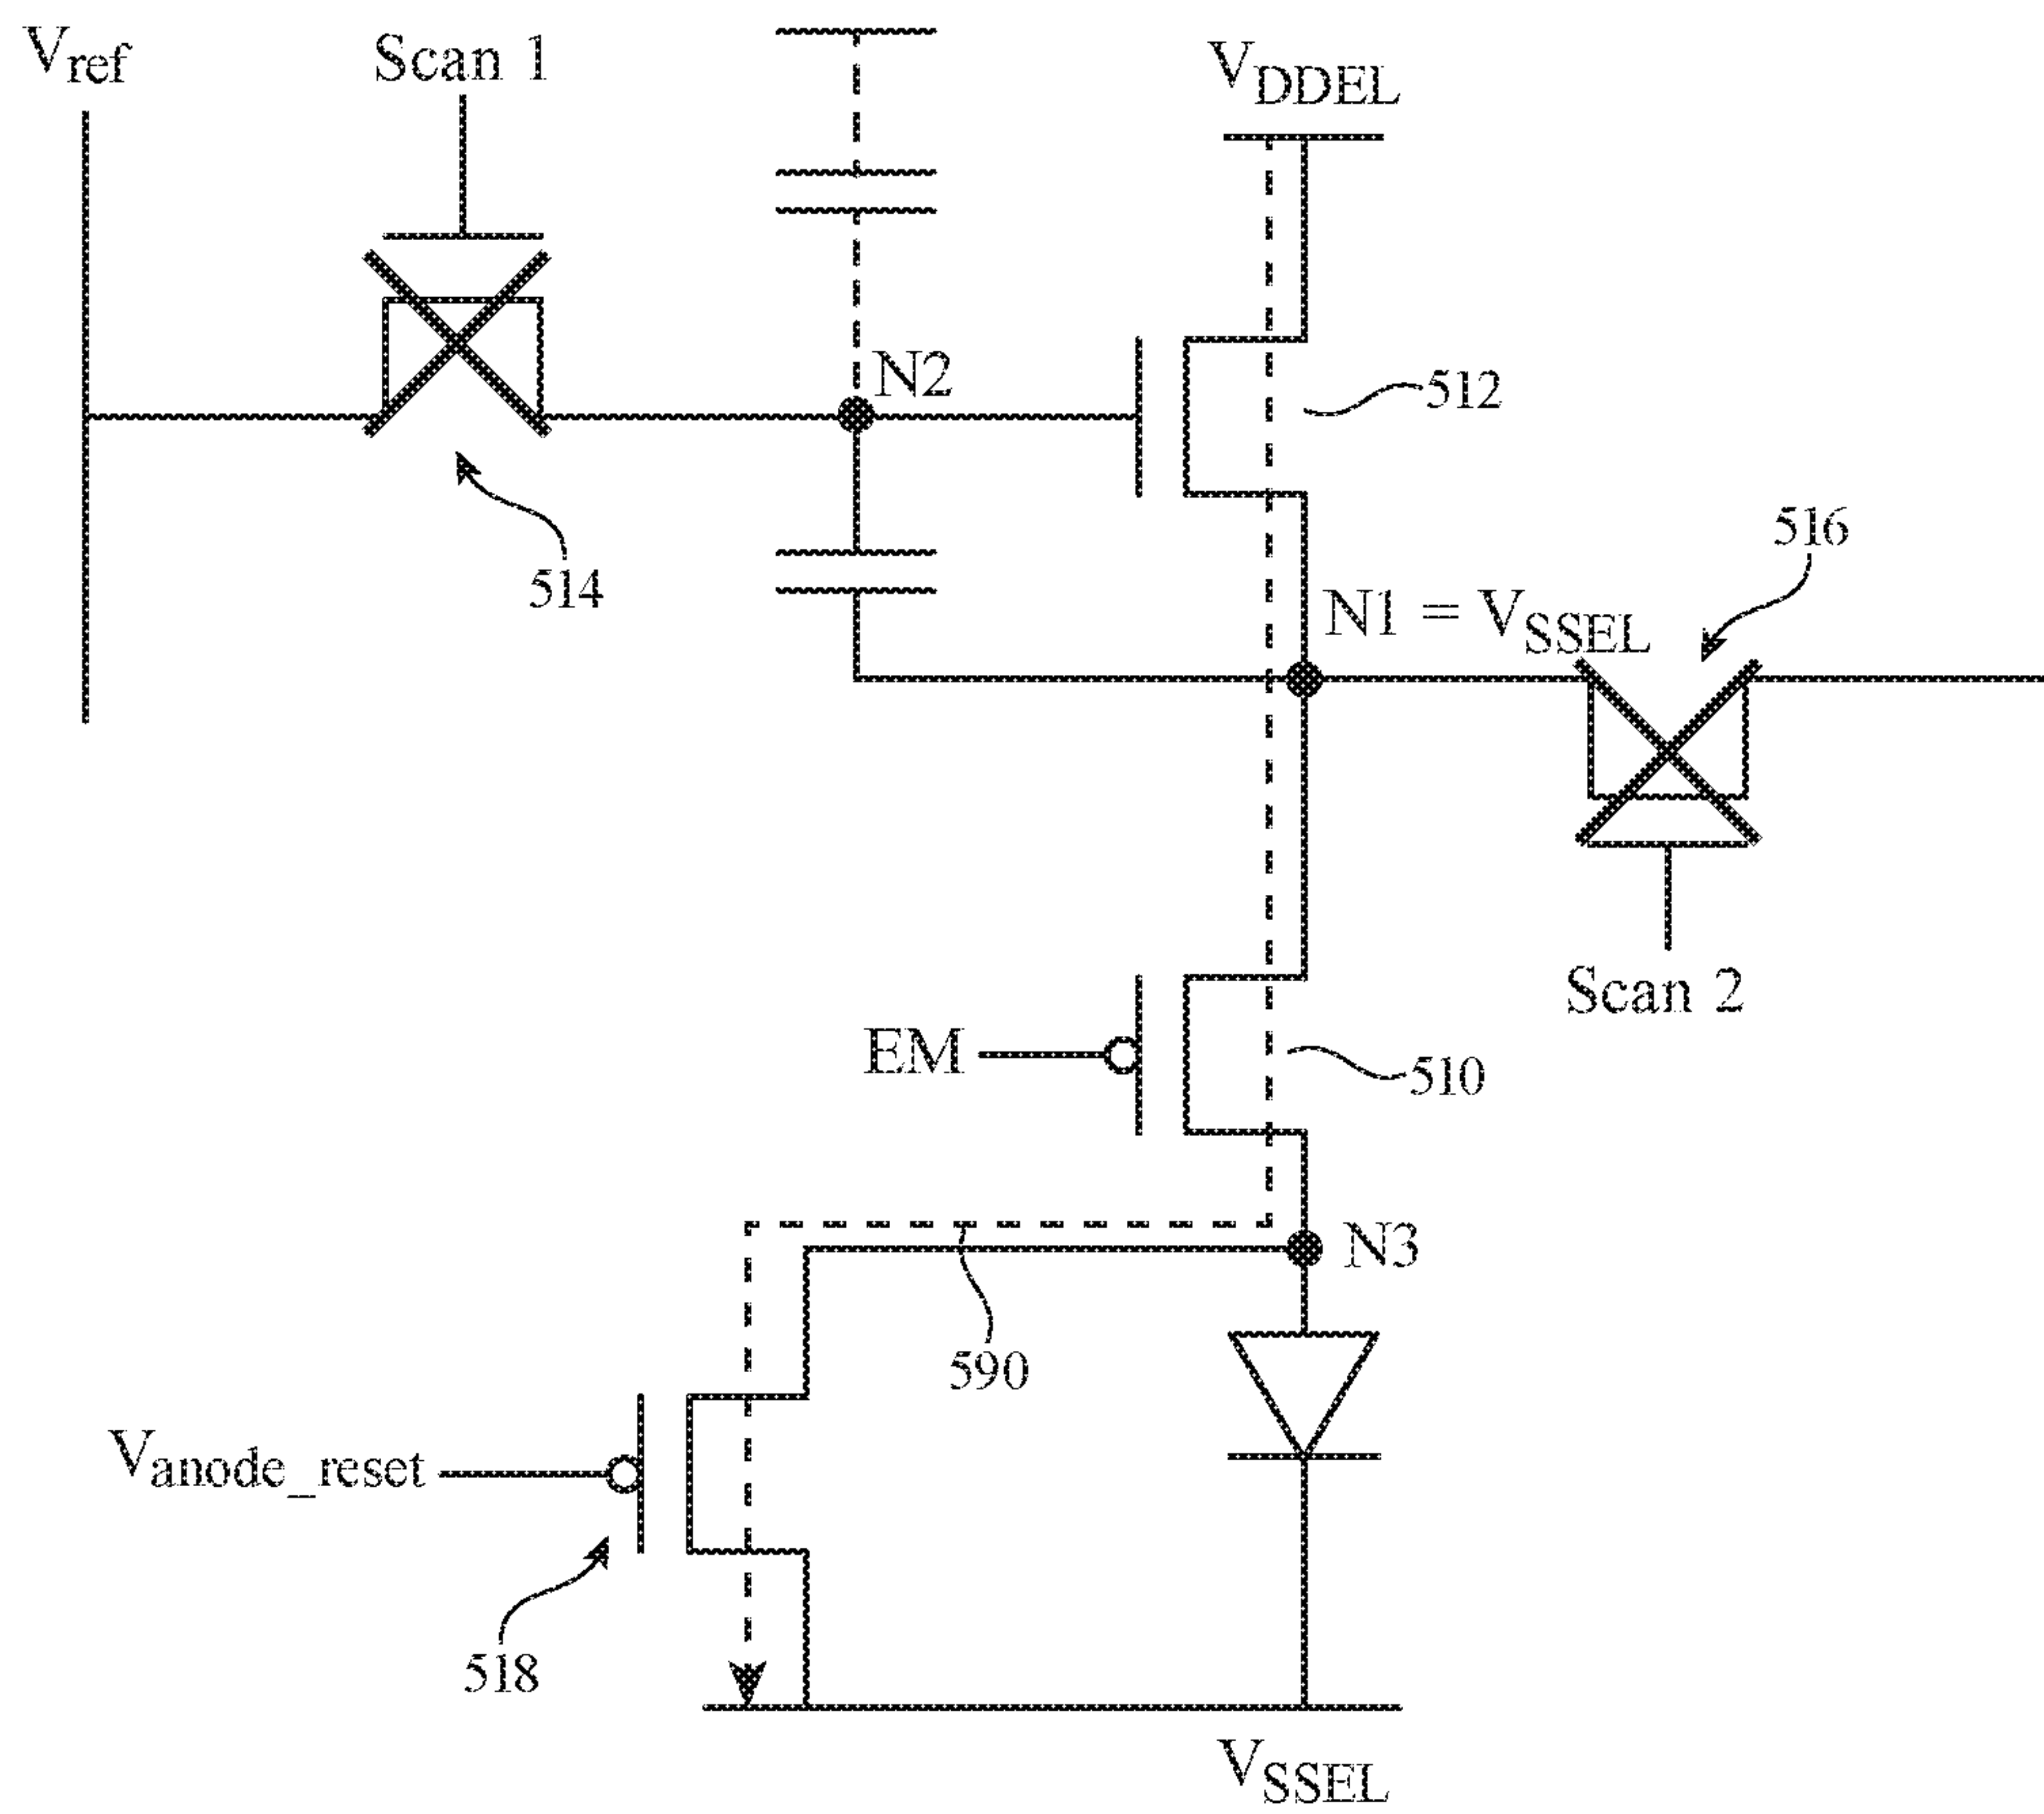 Vref
Scan 1
VDDEL
N2
512
514
516
N1 = VSSEL
Scan 2
EM
510
N3
590
Vanode_reset
518
VSSEL